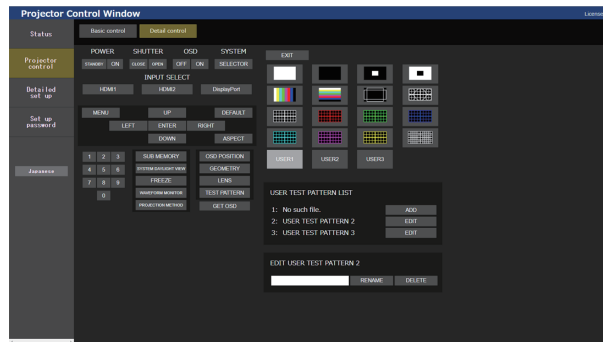 Projector Control Window
License
Status
Projector
control
Detailed
set up
Set up
password
Japanese
Basic control
Detail control
POWER
SHUTTER
OSD
SYSTEM
STANDBY
ON
CLOSE
OPEN
OFF
ON
SELECTOR
INPUT SELECT
HDMI1
HDMI2
DisplayPort
MENU
UP
DEFAULT
LEFT
ENTER
RIGHT
DOWN
ASPECT
1 2 3
4 5 6
7 8 9
0
SUB MEMORY
SYSTEM DAYLIGHT VIEW
FREEZE
WAVEFORM MONITOR
PROJECTION METHOD
OSD POSITION
GEOMETRY
LENS
TEST PATTERN
GET OSD
EXIT
USER1
USER2
USER3
USER TEST PATTERN LIST
1: No such file.
ADD
2: USER TEST PATTERN 2
EDIT
3: USER TEST PATTERN 3
EDIT
EDIT USER TEST PATTERN 2
RENAME
DELETE